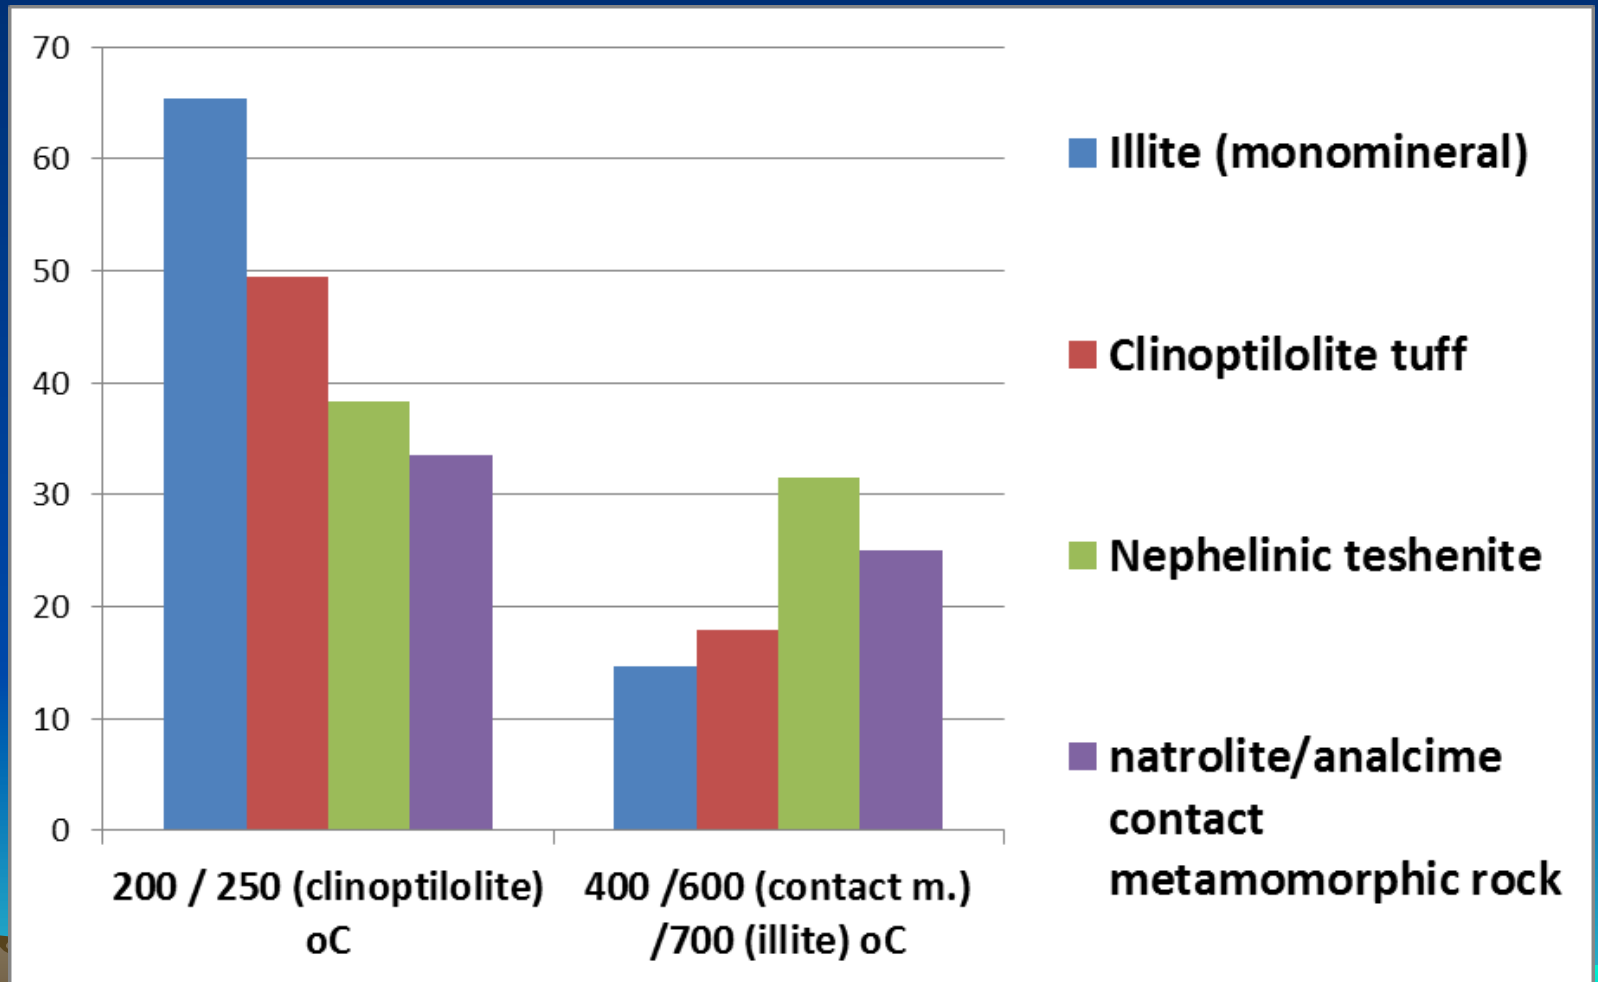 70
60
50
40
30
20
10
0
200 / 250 (clinoptilolite)
oC
400 /600 (contact m.)
/700 (illite) oC
Illite (monomineral)
Clinoptilolite tuff
Nephelinic teshenite
natrolite/analcime
contact
metamomorphic rock